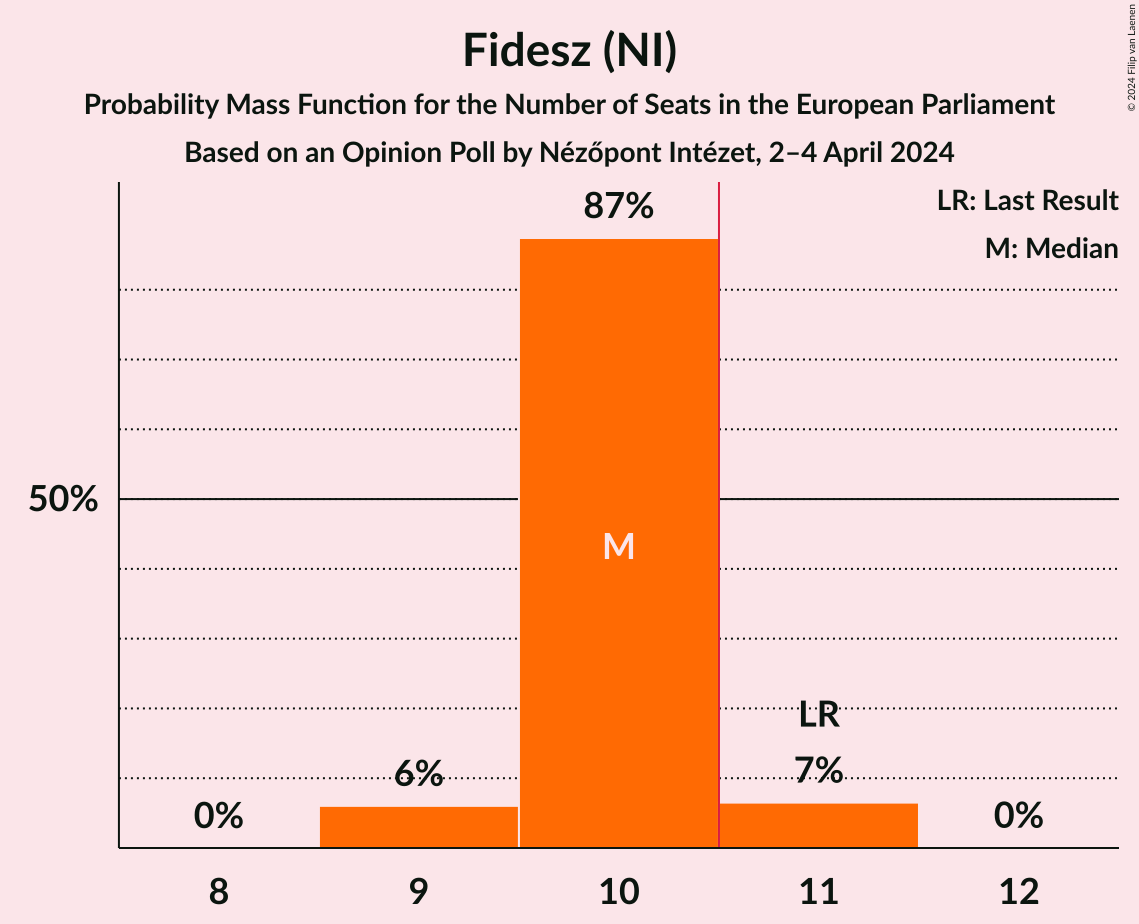 Fidesz (NI)
Probability Mass Function for the Number of Seats in the European Parliament
Based on an Opinion Poll by Nézőpont Intézet, 2–4 April 2024
© 2024 Filip van Laenen
LR: Last Result
M: Median
87%
50%
M
LR
6%
7%
0%
0%
8 9 10 11 12